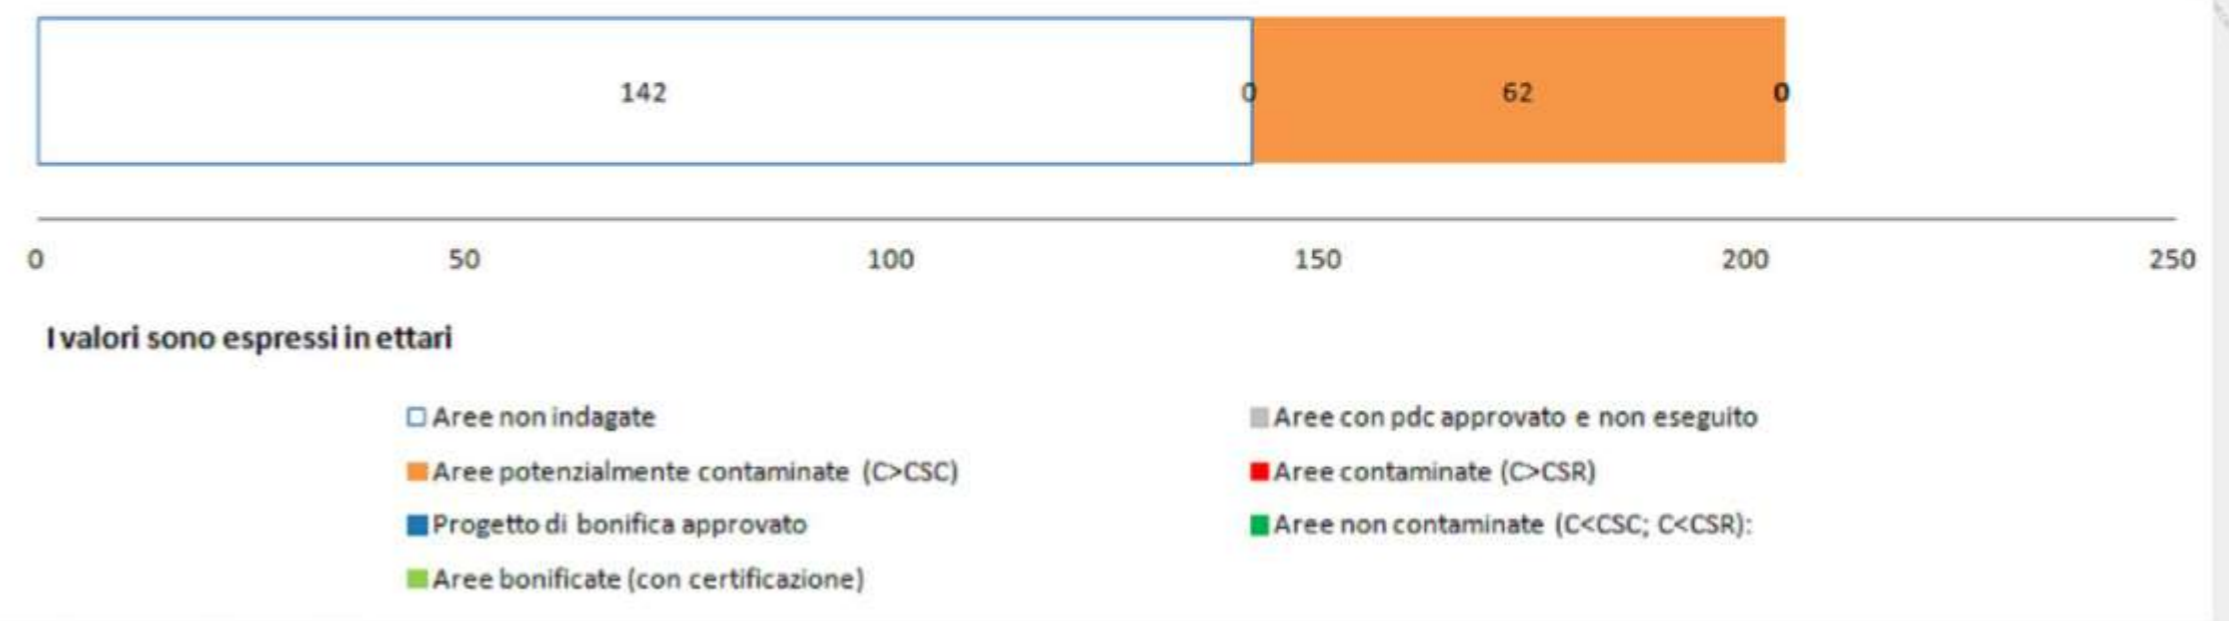 142 0 62 0
0 50 100 150 200 250
I valori sono espressi in ettari
Aree non indagate
Aree con pdc approvato e non eseguito
Aree potenzialmente contaminate (C>CSC)
Aree contaminate (C>CSR)
Progetto di bonifica approvato
Aree non contaminate (C<CSC; C<CSR):
Aree bonificate (con certificazione)